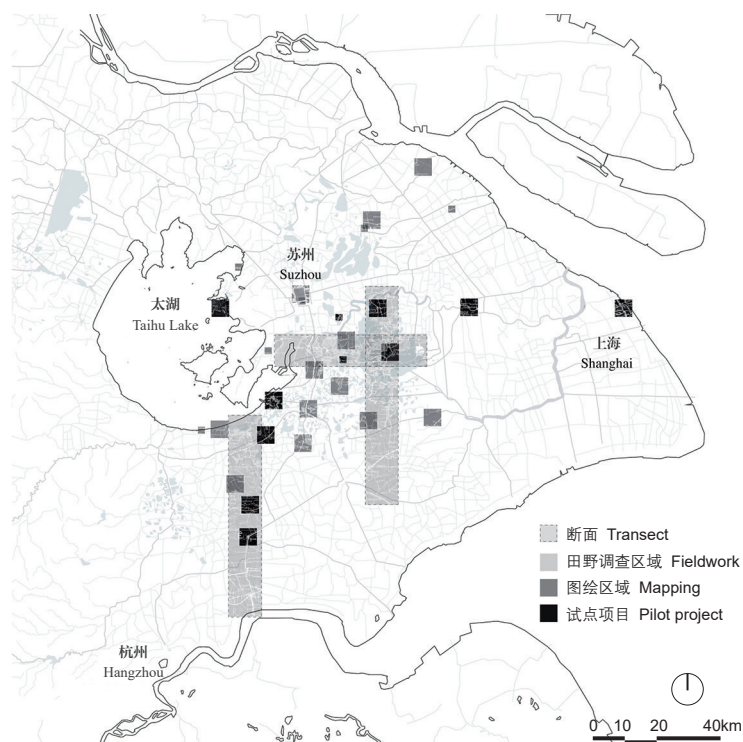 苏州
Suzhou
太湖
Taihu Lake
上海
Shanghai
断面 Transect
田野调查区域 Fieldwork
图绘区域 Mapping
试点项目 Pilot project
杭州
Hangzhou
0 10 20 40km